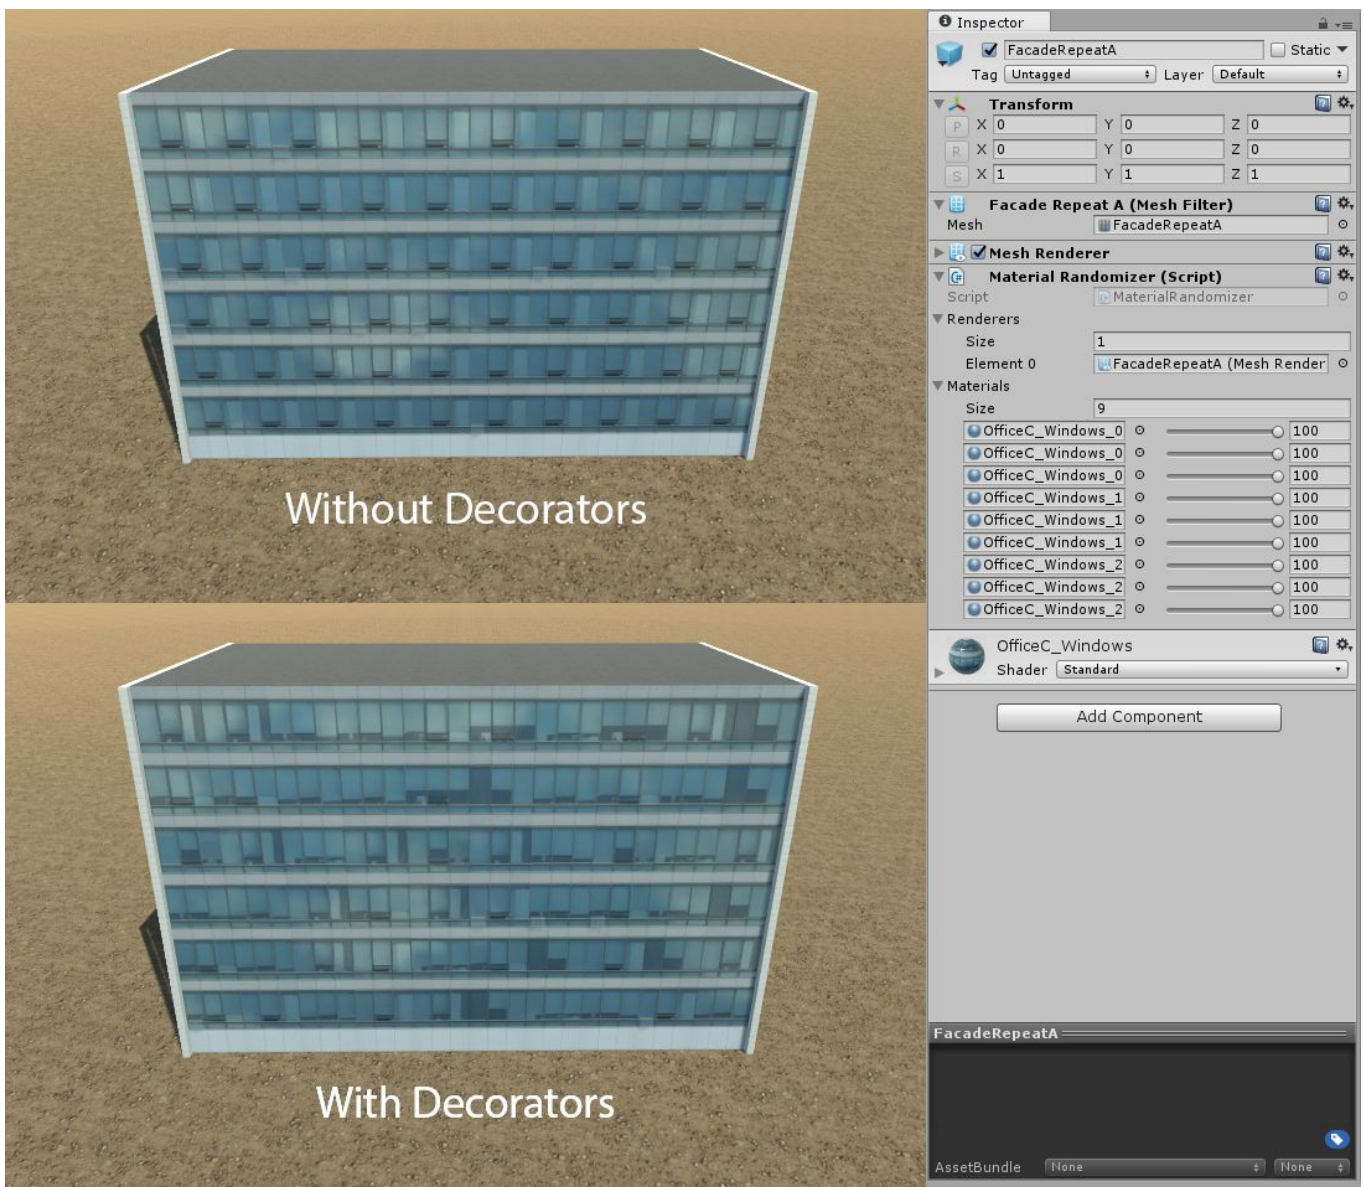 Without Decorators
With Decorators
Inspector
FacadeRepeatA Static
Tag Untagged Layer Default
Transform
P X 0 Y 0 Z 0
R X 0 Y 0 Z 0
S X 1 Y 1 Z 1
Facade Repeat A (Mesh Filter)
Mesh FacadeRepeatA
Mesh Renderer
Material Randomizer (Script)
Script MaterialRandomizer
Renderers
Size 1
Element 0 FacadeRepeatA (Mesh Render
Materials
Size 9
OfficeC_Windows_0 100
OfficeC_Windows_0 100
OfficeC_Windows_0 100
OfficeC_Windows_1 100
OfficeC_Windows_1 100
OfficeC_Windows_1 100
OfficeC_Windows_2 100
OfficeC_Windows_2 100
OfficeC_Windows_2 100
OfficeC_Windows
Shader Standard
Add Component
FacadeRepeatA
AssetBundle None None